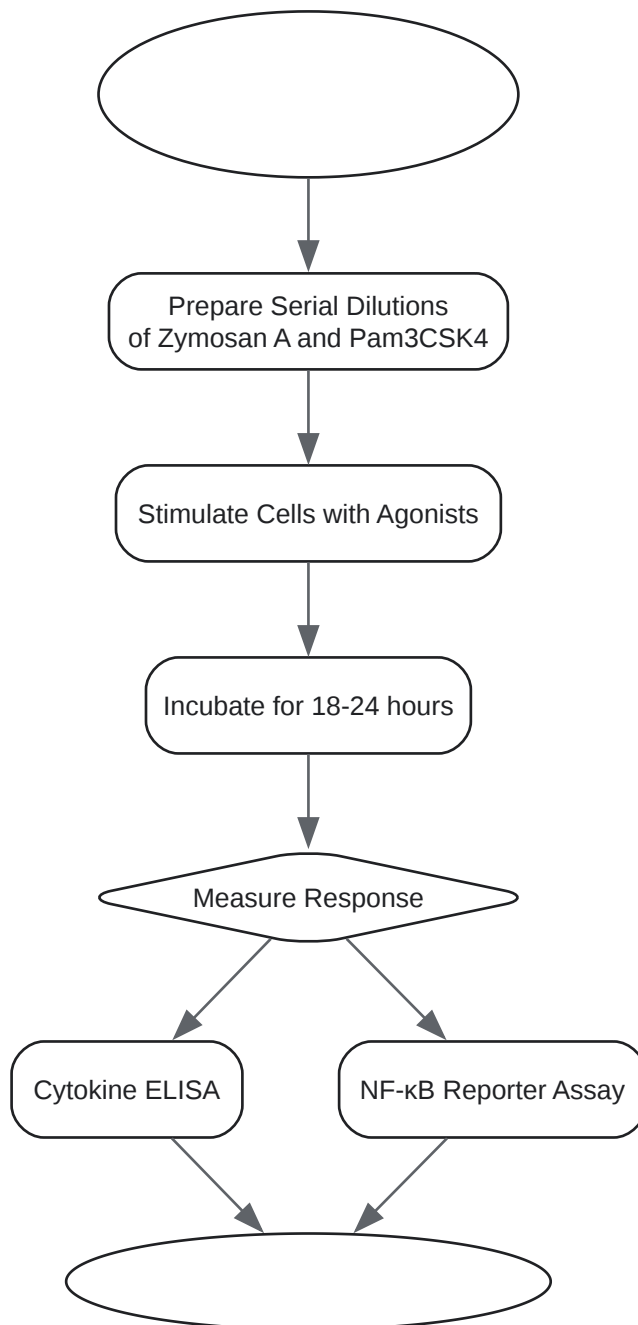 Prepare Serial Dilutions
of Zymosan A and Pam3CSK4
Stimulate Cells with Agonists
Incubate for 18-24 hours
Measure Response
Cytokine ELISA
NF-κB Reporter Assay